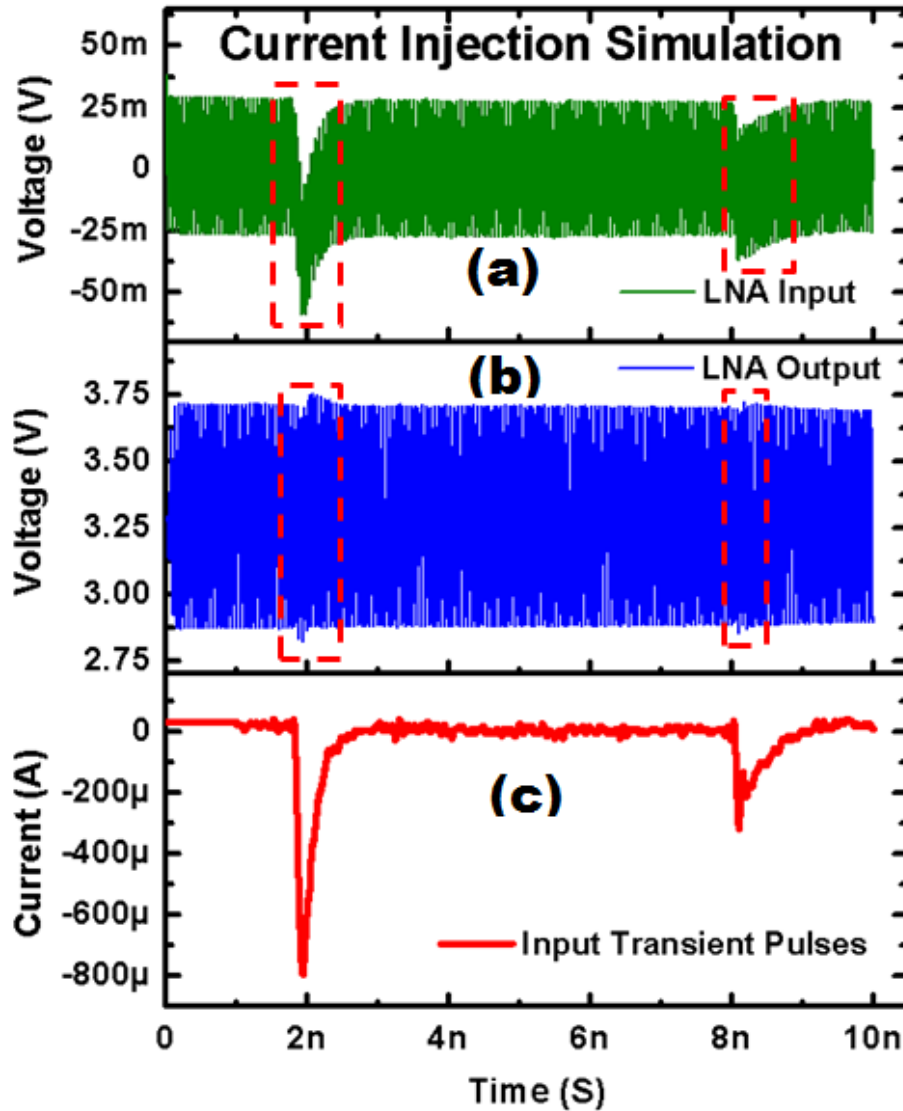 Current Injection Simulation
Voltage (V)
50m
25m
0
-25m
-50m
(a)
LNA Input
Voltage (V)
3.75
3.50
3.25
3.00
2.75
(b)
LNA Output
Current (A)
0
-200μ
-400μ
-600μ
-800μ
(c)
Input Transient Pulses
0 2n 4n 6n 8n 10n
Time (S)